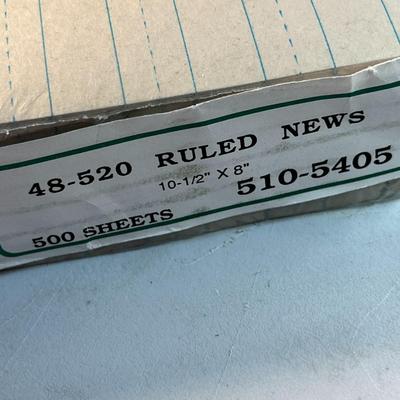 48-520 RULED NEWS
10-1/2" X 8"
500 SHEETS 510-5405